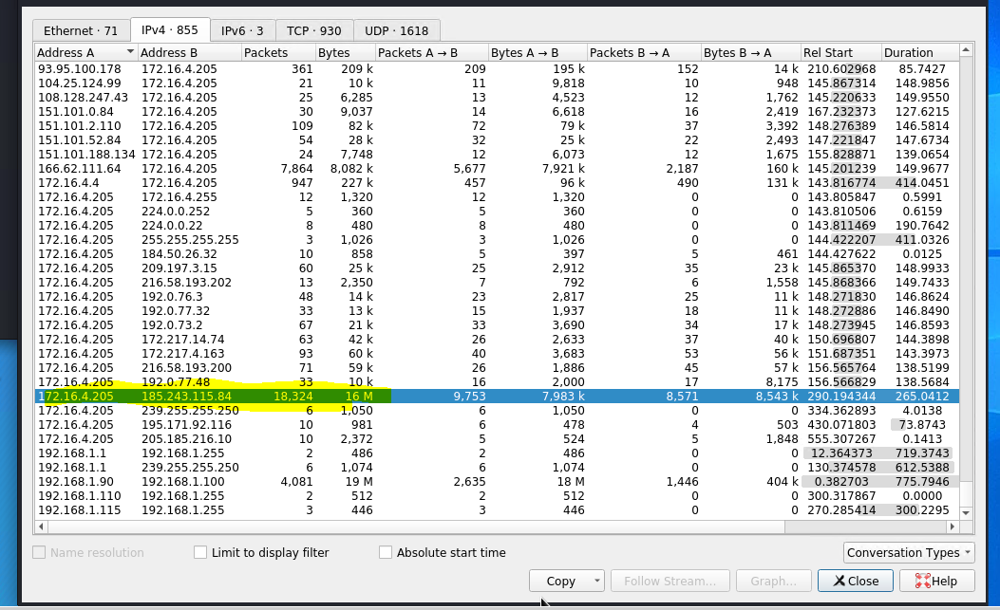 Ethernet · 71 IPv4 · 855 IPv6 · 3 TCP · 930 UDP · 1618
Address A Address B Packets Bytes Packets A → B Bytes A → B Packets B → A Bytes B → A Rel Start Duration
93.95.100.178 172.16.4.205 361 209 k 209 195 k 152 14 k 210.602968 85.7427
104.25.124.99 172.16.4.205 21 10 k 11 9,818 10 948 145.867314 148.9856
108.128.247.43 172.16.4.205 25 6,285 13 4,523 12 1,762 145.220633 149.9550
151.101.0.84 172.16.4.205 30 9,037 14 6,618 16 2,419 167.232373 127.6215
151.101.2.110 172.16.4.205 109 82 k 72 79 k 37 3,392 148.276389 146.5814
151.101.52.84 172.16.4.205 54 28 k 32 25 k 22 2,493 147.221847 147.6734
151.101.188.134 172.16.4.205 24 7,748 12 6,073 12 1,675 155.828871 139.0654
166.62.111.64 172.16.4.205 7,864 8,082 k 5,677 7,921 k 2,187 160 k 145.201239 149.9677
172.16.4.4 172.16.4.205 947 227 k 457 96 k 490 131 k 143.816774 414.0451
172.16.4.205 172.16.4.255 12 1,320 12 1,320 0 0 143.805847 0.5991
172.16.4.205 224.0.0.252 5 360 5 360 0 0 143.810506 0.6159
172.16.4.205 224.0.0.22 8 480 8 480 0 0 143.811469 190.7642
172.16.4.205 255.255.255.255 3 1,026 3 1,026 0 0 144.422207 411.0326
172.16.4.205 184.50.26.32 10 858 5 397 5 461 144.427622 0.0125
172.16.4.205 209.197.3.15 60 25 k 25 2,912 35 23 k 145.865370 148.9933
172.16.4.205 216.58.193.202 13 2,350 7 792 6 1,558 145.868366 149.7433
172.16.4.205 192.0.76.3 48 14 k 23 2,817 25 11 k 148.271830 146.8624
172.16.4.205 192.0.77.32 33 13 k 15 1,937 18 11 k 148.272886 146.8490
172.16.4.205 192.0.73.2 67 21 k 33 3,690 34 17 k 148.273945 146.8593
172.16.4.205 172.217.14.74 63 42 k 26 2,633 37 40 k 150.696807 144.3898
172.16.4.205 172.217.4.163 93 60 k 40 3,683 53 56 k 151.687351 143.3973
172.16.4.205 216.58.193.200 71 59 k 26 1,886 45 57 k 156.565764 138.5199
172.16.4.205 192.0.77.48 33 10 k 16 2,000 17 8,175 156.566829 138.5684
172.16.4.205 185.243.115.84 18,324 16 M 9,753 7,983 k 8,571 8,543 k 290.194344 265.0412
172.16.4.205 239.255.255.250 6 1,050 6 1,050 0 0 334.362893 4.0138
172.16.4.205 195.171.92.116 10 981 6 478 4 503 430.071803 73.8743
172.16.4.205 205.185.216.10 10 2,372 5 524 5 1,848 555.307267 0.1413
192.168.1.1 192.168.1.255 2 486 2 486 0 0 12.364373 719.3743
192.168.1.1 239.255.255.250 6 1,074 6 1,074 0 0 130.374578 612.5388
192.168.1.90 192.168.1.100 4,081 19 M 2,635 18 M 1,446 404 k 0.382703 775.7946
192.168.1.110 192.168.1.255 2 512 2 512 0 0 300.317867 0.0000
192.168.1.115 192.168.1.255 3 446 3 446 0 0 270.285414 300.2295
Name resolution Limit to display filter Absolute start time Conversation Types
Copy Follow Stream... Graph... Close Help